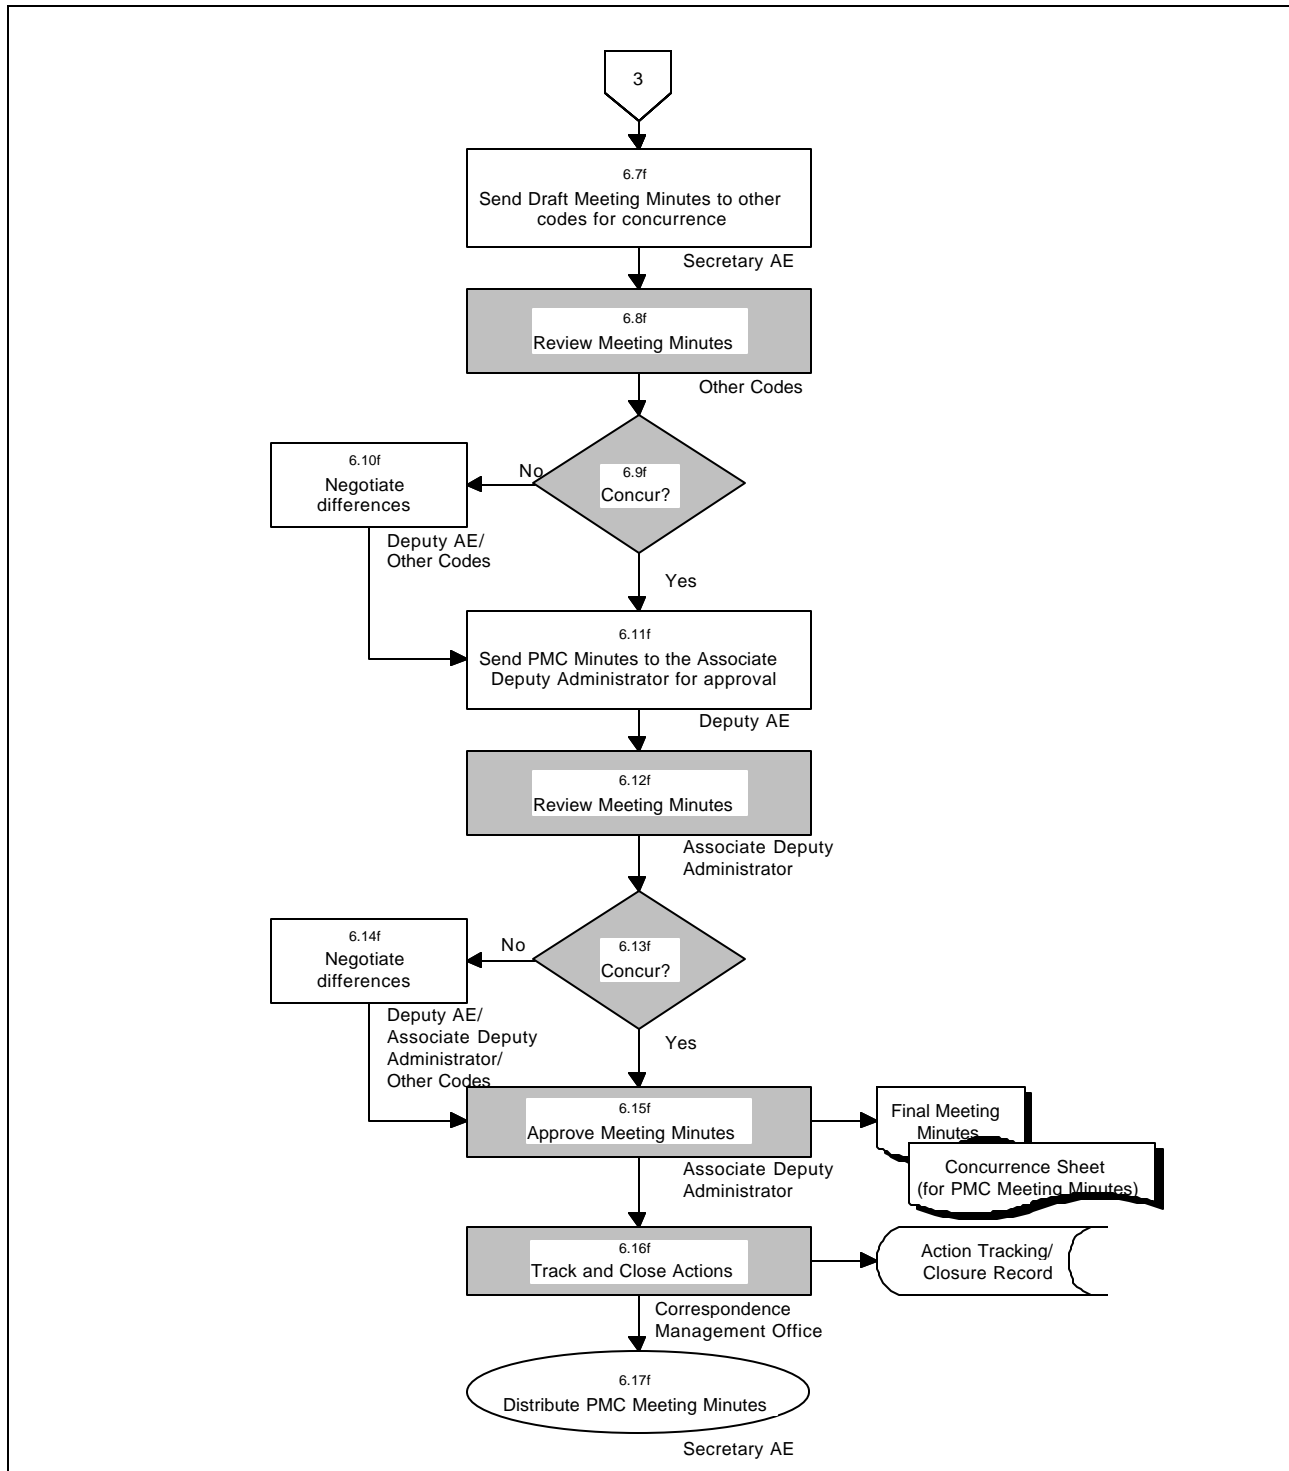 3
6.7f
Send Draft Meeting Minutes to other
codes for concurrence
Secretary AE
6.8f
Review Meeting Minutes
Other Codes
6.9f
Concur?
No
6.10f
Negotiate
differences
Deputy AE/
Other Codes
Yes
6.11f
Send PMC Minutes to the Associate
Deputy Administrator for approval
Deputy AE
6.12f
Review Meeting Minutes
Associate Deputy
Administrator
6.13f
Concur?
No
6.14f
Negotiate
differences
Deputy AE/
Associate Deputy
Administrator/
Other Codes
Yes
6.15f
Approve Meeting Minutes
Associate Deputy
Administrator
Final Meeting
Minutes
Concurrence Sheet
(for PMC Meeting Minutes)
6.16f
Track and Close Actions
Correspondence
Management Office
Action Tracking/
Closure Record
6.17f
Distribute PMC Meeting Minutes
Secretary AE